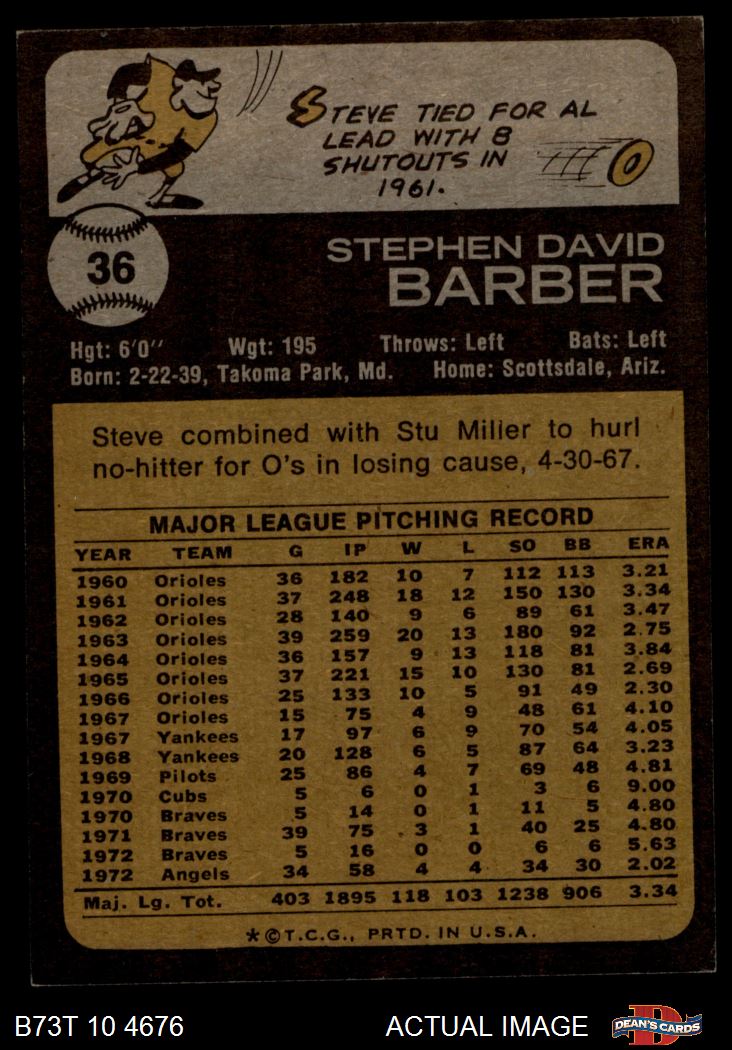 STEVE TIED FOR AL
LEAD WITH 8
SHUTOUTS IN
1961.
36
STEPHEN DAVID
BARBER
Hgt: 6'0" Wgt: 195 Throws: Left Bats: Left
Born: 2-22-39, Takoma Park, Md. Home: Scottsdale, Ariz.
Steve combined with Stu Miller to hurl
no-hitter for O's in losing cause, 4-30-67.
MAJOR LEAGUE PITCHING RECORD
YEAR TEAM G IP W L SO BB ERA
1960 Orioles 36 182 10 7 112 113 3.21
1961 Orioles 37 248 18 12 150 130 3.34
1962 Orioles 28 140 9 6 89 61 3.47
1963 Orioles 39 259 20 13 180 92 2.75
1964 Orioles 36 157 9 13 118 81 3.84
1965 Orioles 37 221 15 10 130 81 2.69
1966 Orioles 25 133 10 5 91 49 2.30
1967 Orioles 15 75 4 9 48 61 4.10
1967 Yankees 17 97 6 9 70 54 4.05
1968 Yankees 20 128 6 5 87 64 3.23
1969 Pilots 25 86 4 7 69 48 4.81
1970 Cubs 5 6 0 1 3 6 9.00
1970 Braves 5 14 0 1 11 5 4.80
1971 Braves 39 75 3 1 40 25 4.80
1972 Braves 5 16 0 0 6 6 5.63
1972 Angels 34 58 4 4 34 30 2.02
Maj. Lg. Tot. 403 1895 118 103 1238 906 3.34
*©T.C.G., PRTD. IN U.S.A.
B73T 10 4676 ACTUAL IMAGE D DEAN'S CARDS